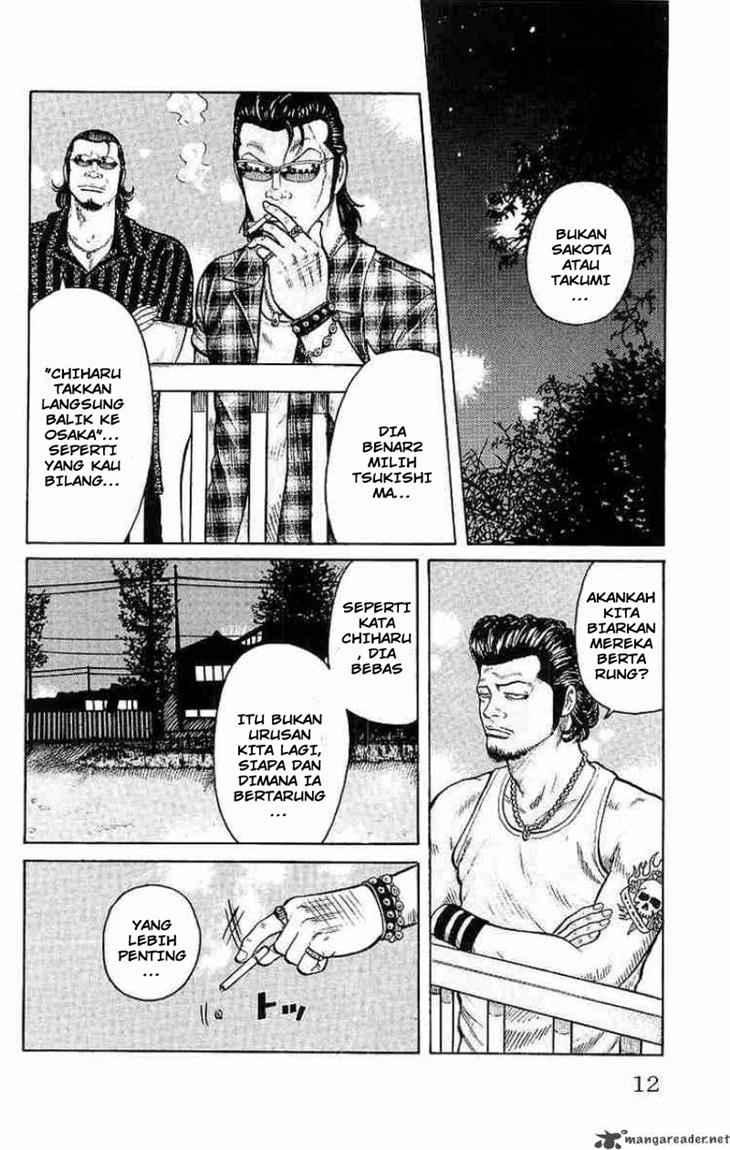 BUKAN
SAKOTA
ATAU
TAKUMI
...
DIA
BENAR2
MILIH
TSUKISHI
MA...
"CHIHARU
TAKKAN
LANGSUNG
BALIK KE
OSAKA"...
SEPERTI
YANG KAU
BILANG...
AKANKAH
KITA
BIARKAN
MEREKA
BERTA
RUNG?
SEPERTI
KATA
CHIHARU
, DIA
BEBAS
ITU BUKAN
URUSAN
KITA LAGI,
SIAPA DAN
DIMANA IA
BERTARUNG
...
YANG
LEBIH
PENTING
...
トッ
12
mangareader.net